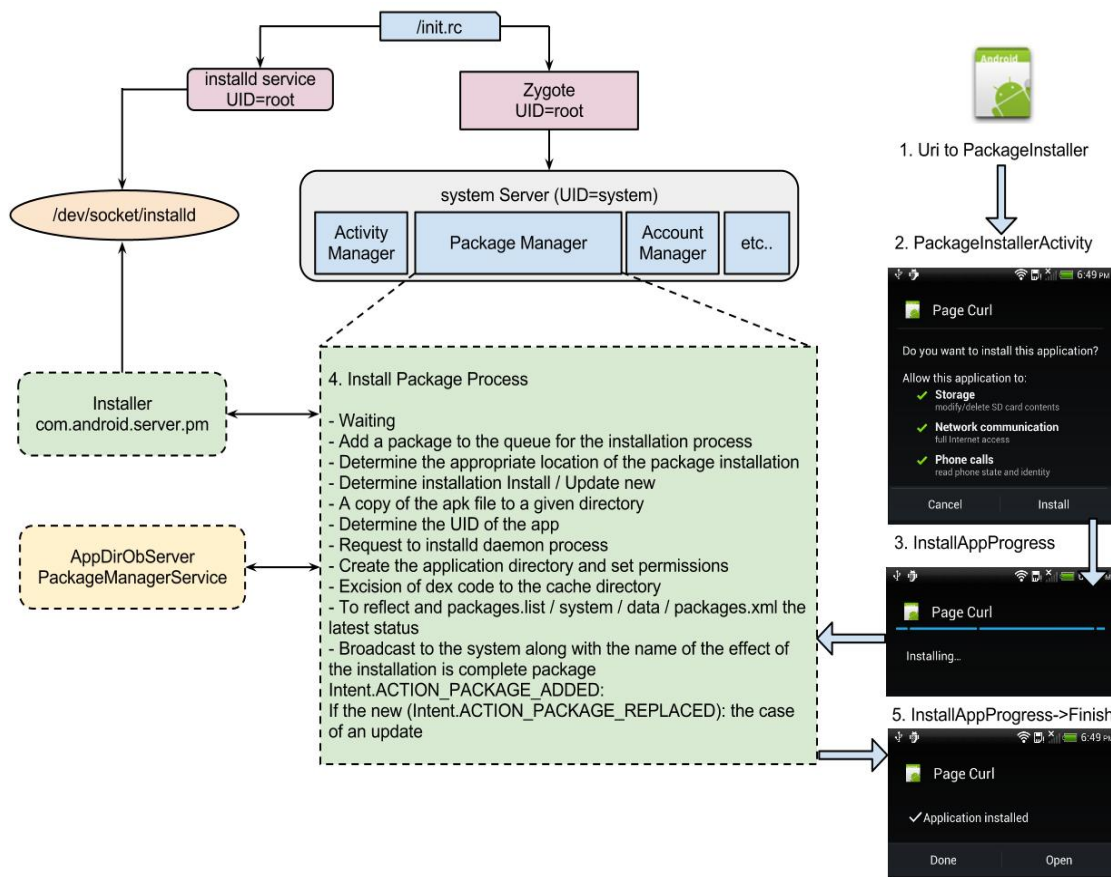 /init.rc
installd service
UID=root
Zygote
UID=root
/dev/socket/installd
system Server (UID=system)
Activity
Manager
Package Manager
Account
Manager
etc..
Installer
com.android.server.pm
AppDirObServer
PackageManagerService
4. Install Package Process
- Waiting
- Add a package to the queue for the installation process
- Determine the appropriate location of the package installation
- Determine installation Install / Update new
- A copy of the apk file to a given directory
- Determine the UID of the app
- Request to installd daemon process
- Create the application directory and set permissions
- Excision of dex code to the cache directory
- To reflect and packages.list / system / data / packages.xml the
latest status
- Broadcast to the system along with the name of the effect of
the installation is complete package
Intent.ACTION_PACKAGE_ADDED:
If the new (Intent.ACTION_PACKAGE_REPLACED): the case
of an update
Android
1. Uri to PackageInstaller
2. PackageInstallerActivity
6:49 PM
Page Curl
Do you want to install this application?
Allow this application to:
Storage
modify/delete SD card contents
Network communication
full Internet access
Phone calls
read phone state and identity
Cancel
Install
3. InstallAppProgress
Page Curl
Installing...
5. InstallAppProgress->Finish
6:49 PM
Page Curl
Application installed
Done
Open